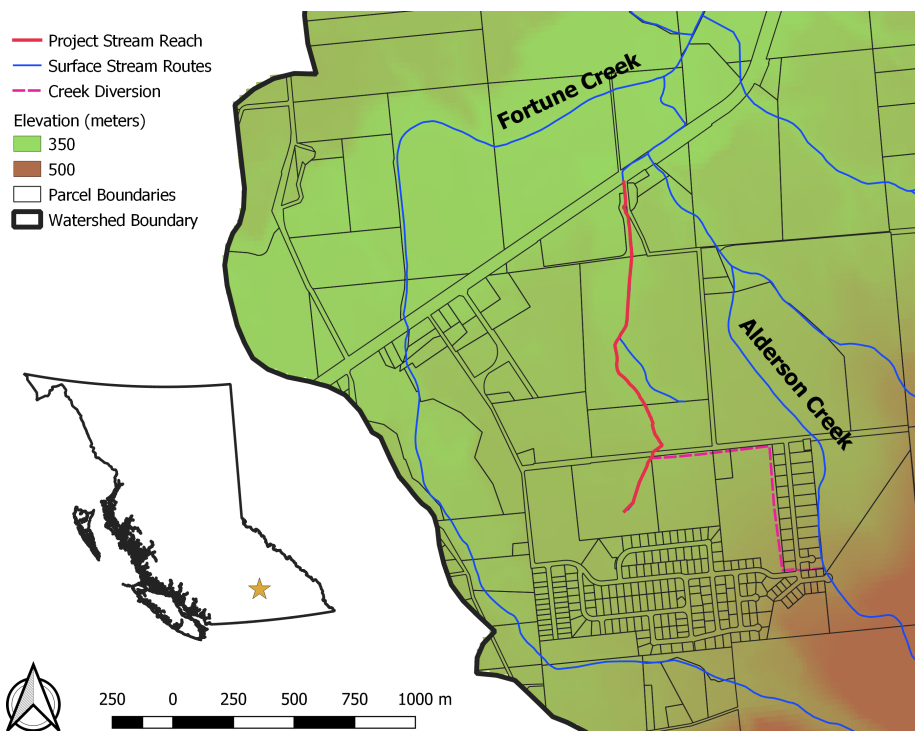 Project Stream Reach
Surface Stream Routes
Creek Diversion
Elevation (meters)
350
500
Parcel Boundaries
Watershed Boundary
Fortune Creek
Alderson Creek
250 0 250 500 750 1000 m